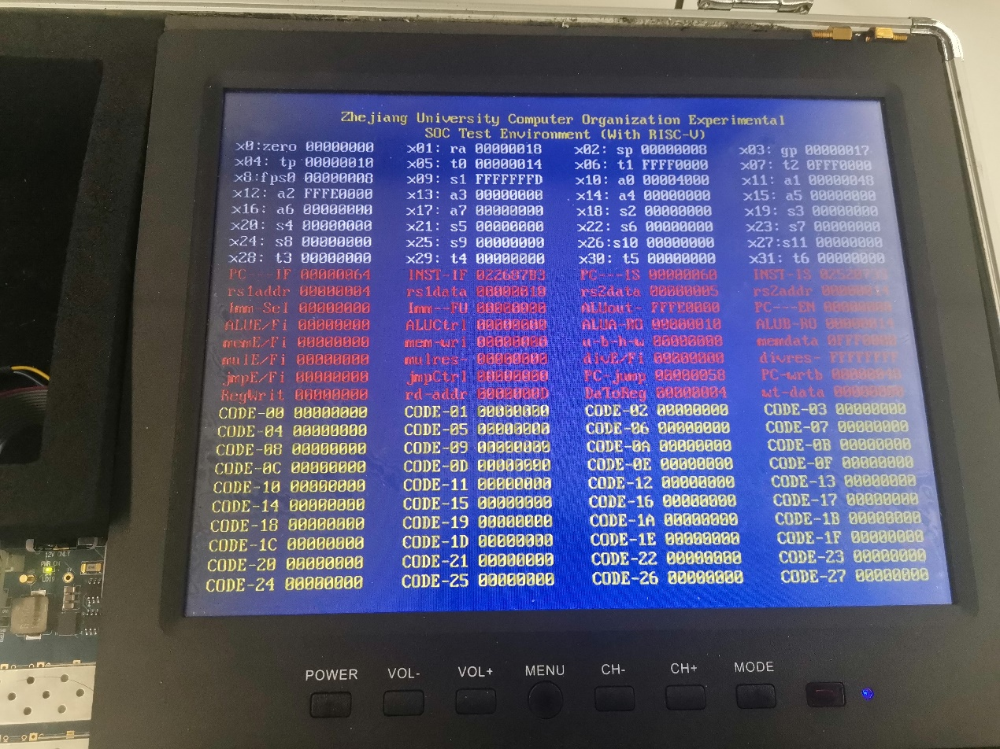 Zhejiang University Computer Organization Experimental
SOC Test Environment (With RISC-V)
x0:zero 00000000 x01: ra 00000018 x02: sp 00000008 x03: gp 00000017
x04: tp 00000010 x05: t0 00000014 x06: t1 FFFF0000 x07: t2 0FFF0000
x8:fps0 00000008 x09: s1 FFFFFFFD x10: a0 00004000 x11: a1 00000048
x12: a2 FFFE0000 x13: a3 00000000 x14: a4 00000000 x15: a5 00000000
x16: a6 00000000 x17: a7 00000000 x18: s2 00000000 x19: s3 00000000
x20: s4 00000000 x21: s5 00000000 x22: s6 00000000 x23: s7 00000000
x24: s8 00000000 x25: s9 00000000 x26:s10 00000000 x27:s11 00000000
x28: t3 00000000 x29: t4 00000000 x30: t5 00000000 x31: t6 00000000
PC---IF 00000064 INST-IF 022687B3 PC---IS 00000060 INST-IS
rs1addr 00000004 rs1data 00000010 rs2data 00000005 rs2addr 00000014
Imm-Sel 00000000 Imm--FU 00000000 ALUout- FFFE0000 PC---EN 00000000
ALUE/Fi 00000000 ALUCtrl 00000000 ALUA-RO 00000010 ALUB-RO 00000014
memE/Fi 00000000 mem-wri 00000000 u-b-h-w 00000000 memdata 0FFF0000
mulE/Fi 00000000 mulres- 00000000 divE/Fi 00000000 divres- FFFFFFFF
jmpE/Fi 00000000 jmpCtrl 00000000 PC-jump 00000058 PC-wrtb 00000048
RegWrit 00000000 rd-addr 0000000D DaToReg 00000004 wt-data 00000000
CODE-00 00000000 CODE-01 00000000 CODE-02 00000000 CODE-03 00000000
CODE-04 00000000 CODE-05 00000000 CODE-06 00000000 CODE-07 00000000
CODE-08 00000000 CODE-09 00000000 CODE-0A 00000000 CODE-0B 00000000
CODE-0C 00000000 CODE-0D 00000000 CODE-0E 00000000 CODE-0F 00000000
CODE-10 00000000 CODE-11 00000000 CODE-12 00000000 CODE-13 00000000
CODE-14 00000000 CODE-15 00000000 CODE-16 00000000 CODE-17 00000000
CODE-18 00000000 CODE-19 00000000 CODE-1A 00000000 CODE-1B 00000000
CODE-1C 00000000 CODE-1D 00000000 CODE-1E 00000000 CODE-1F 00000000
CODE-20 00000000 CODE-21 00000000 CODE-22 00000000 CODE-23 00000000
CODE-24 00000000 CODE-25 00000000 CODE-26 00000000 CODE-27 00000000
12V ONLY
PWR_ON
LD19
POWER VOL- VOL+ MENU CH- CH+ MODE